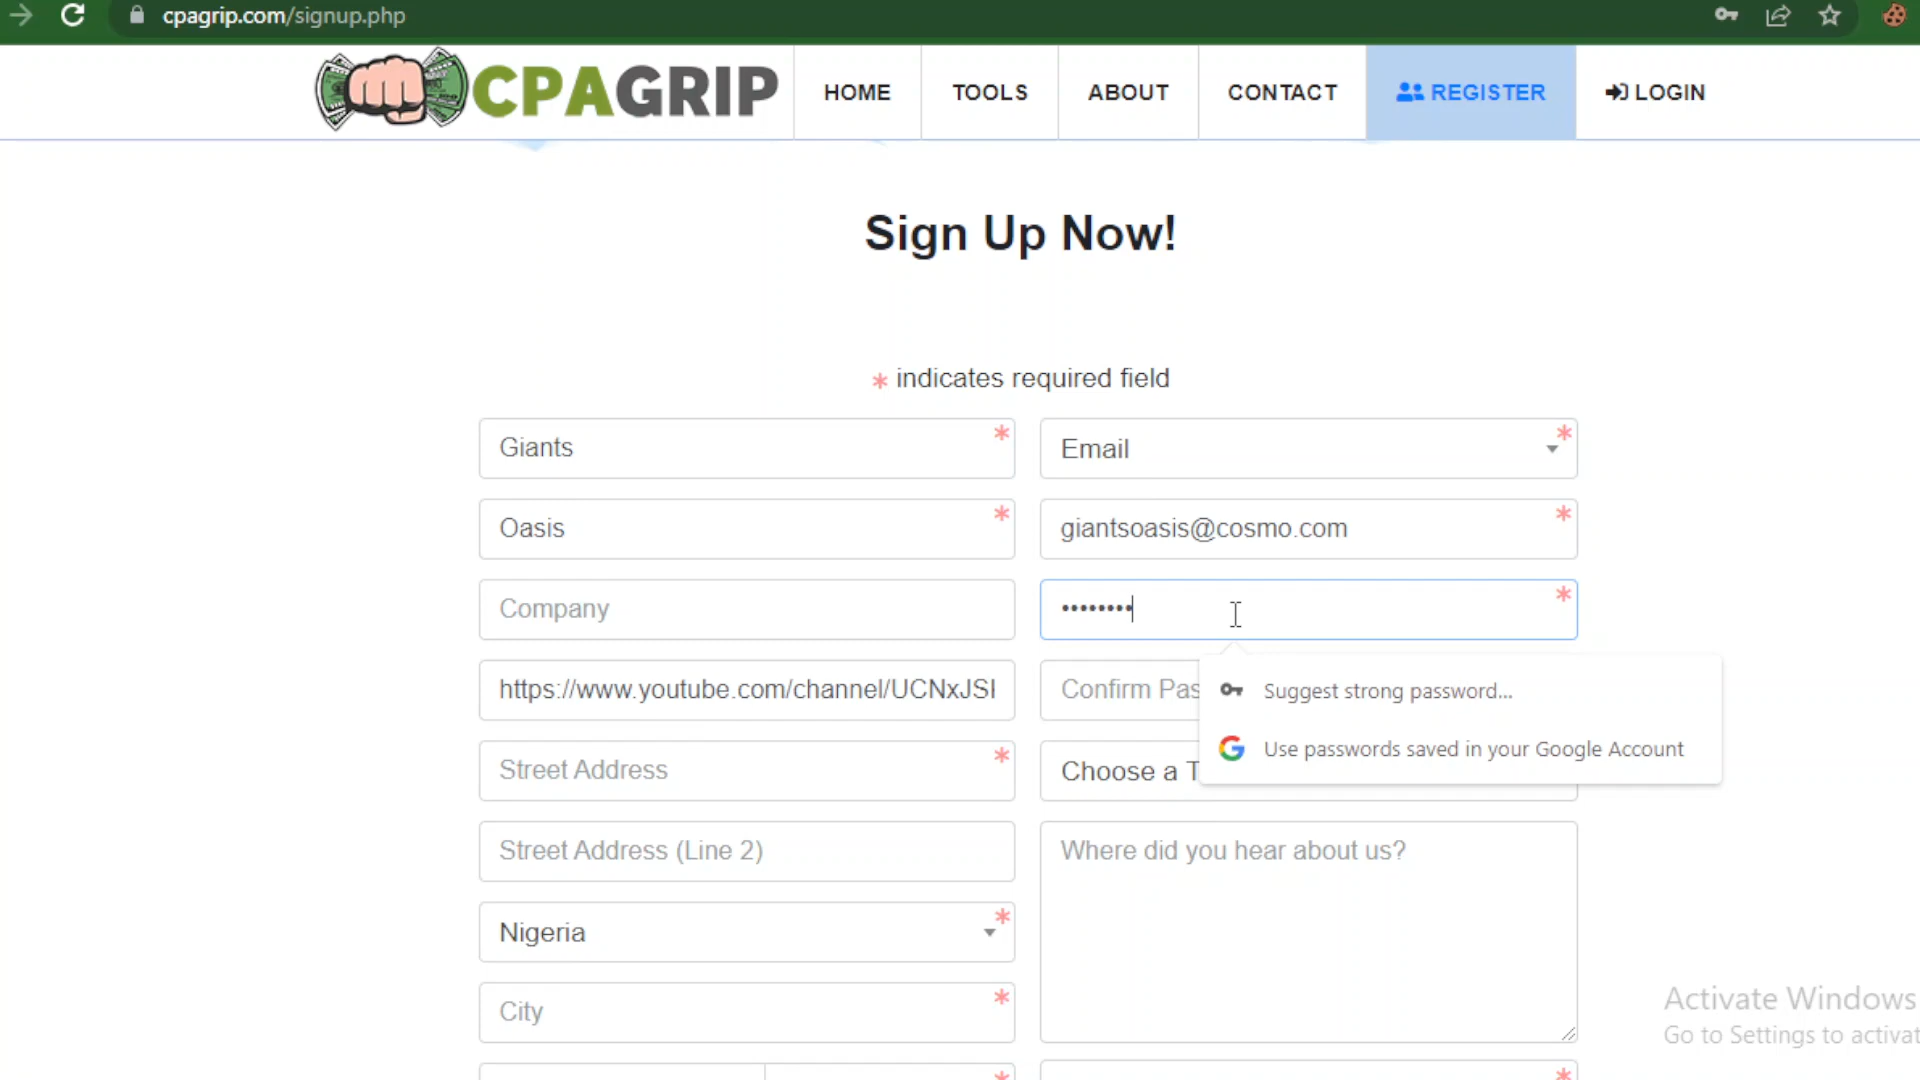 cpagrip.com/signup.php
CPAGRIP
HOME
TOOLS
ABOUT
CONTACT
REGISTER
LOGIN
Sign Up Now!
* indicates required field
Giants *
Email *
Oasis *
giantsoasis@cosmo.com *
Company
•••••••• *
https://www.youtube.com/channel/UCNxJSI
Confirm Pas
Suggest strong password...
Use passwords saved in your Google Account
Street Address *
Choose a T
Street Address (Line 2)
Where did you hear about us?
Nigeria *
City *
Activate Windows
Go to Settings to activat